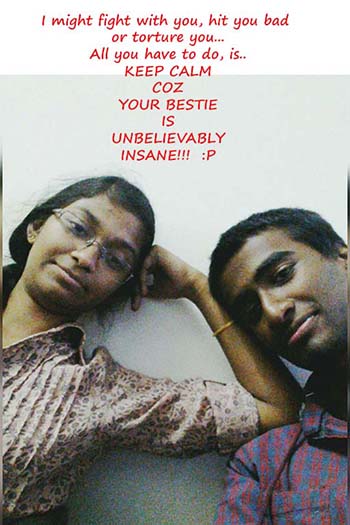 I might fight with you, hit you bad
or torture you...
All you have to do, is..
KEEP CALM
COZ
YOUR BESTIE
IS
UNBELIEVABLY
INSANE!!! :P